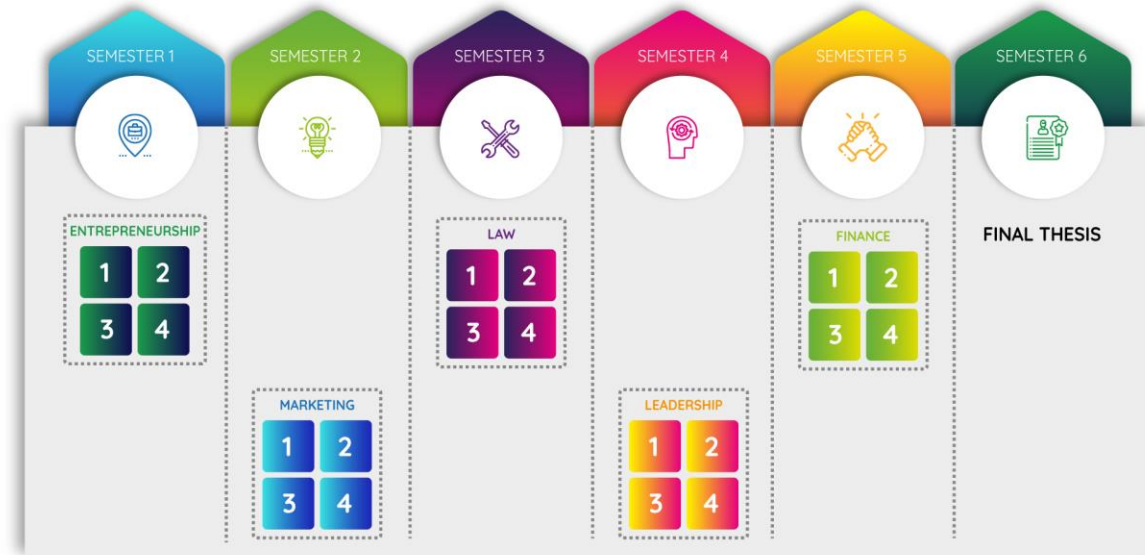 SEMESTER 1
SEMESTER 2
SEMESTER 3
SEMESTER 4
SEMESTER 5
SEMESTER 6
ENTREPRENEURSHIP
1 2
3 4
MARKETING
1 2
3 4
LAW
1 2
3 4
LEADERSHIP
1 2
3 4
FINANCE
1 2
3 4
FINAL THESIS